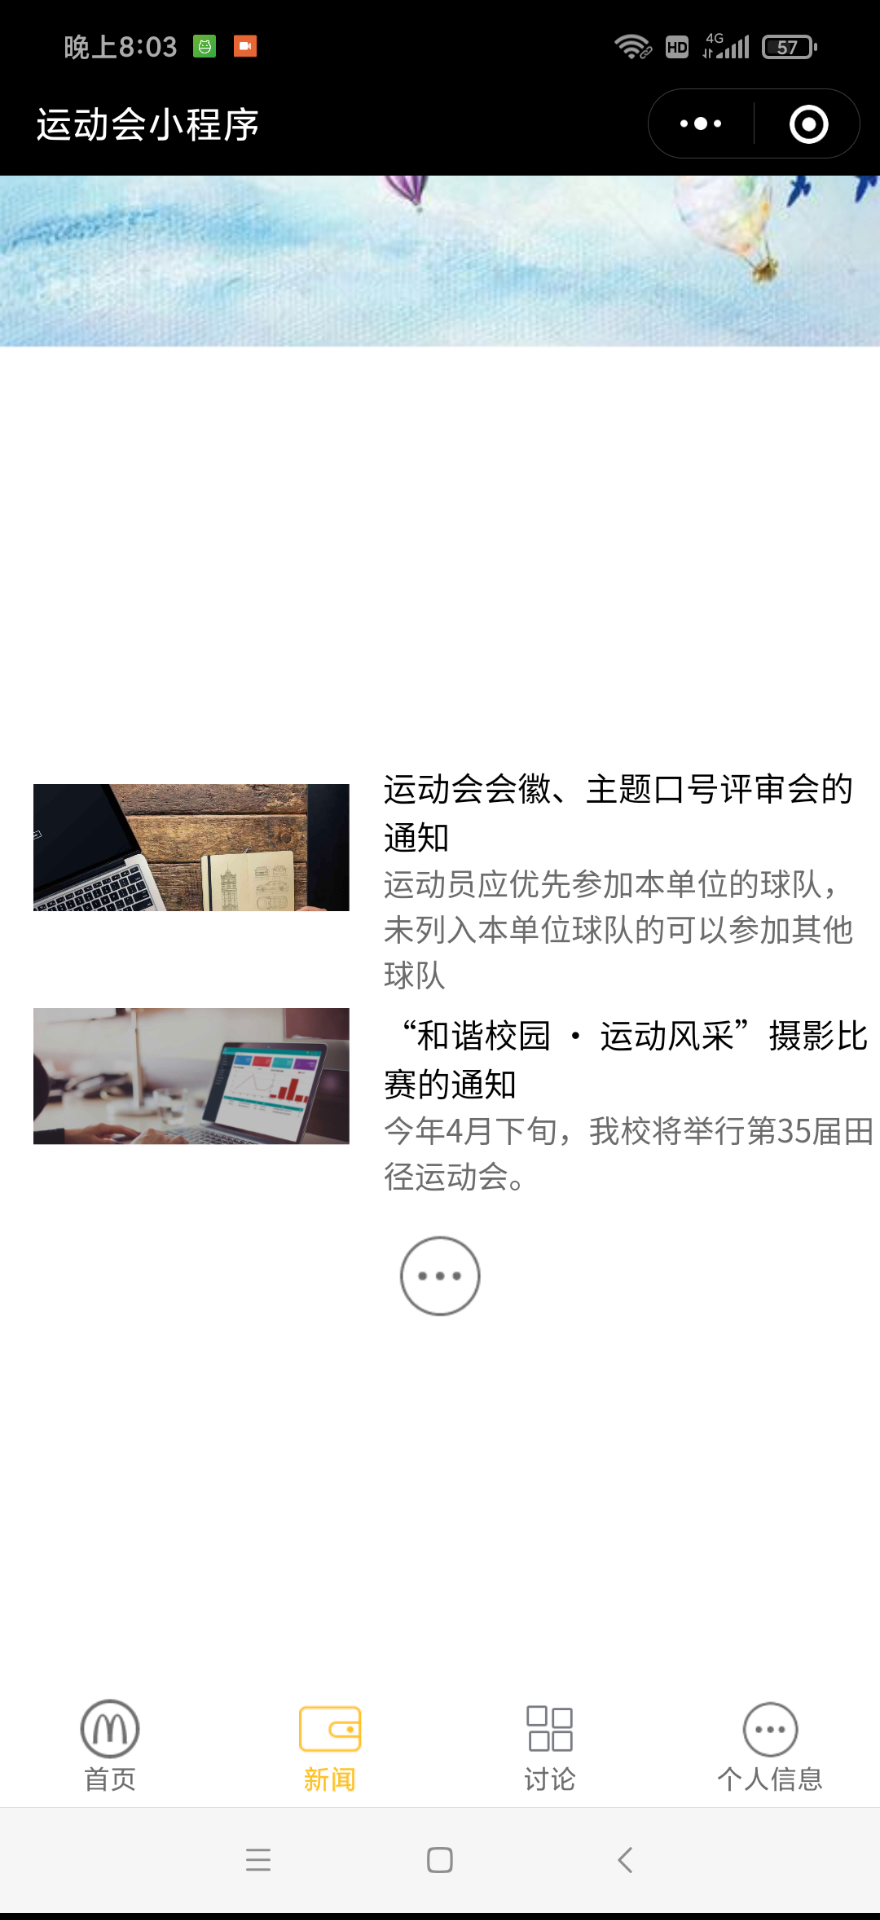 晚上8:03
HD
4G
57
运动会小程序
运动会会徽、主题口号评审会的
通知
运动员应优先参加本单位的球队，
未列入本单位球队的可以参加其他
球队
“和谐校园 · 运动风采”摄影比
赛的通知
今年4月下旬，我校将举行第35届田
径运动会。
首页
新闻
讨论
个人信息